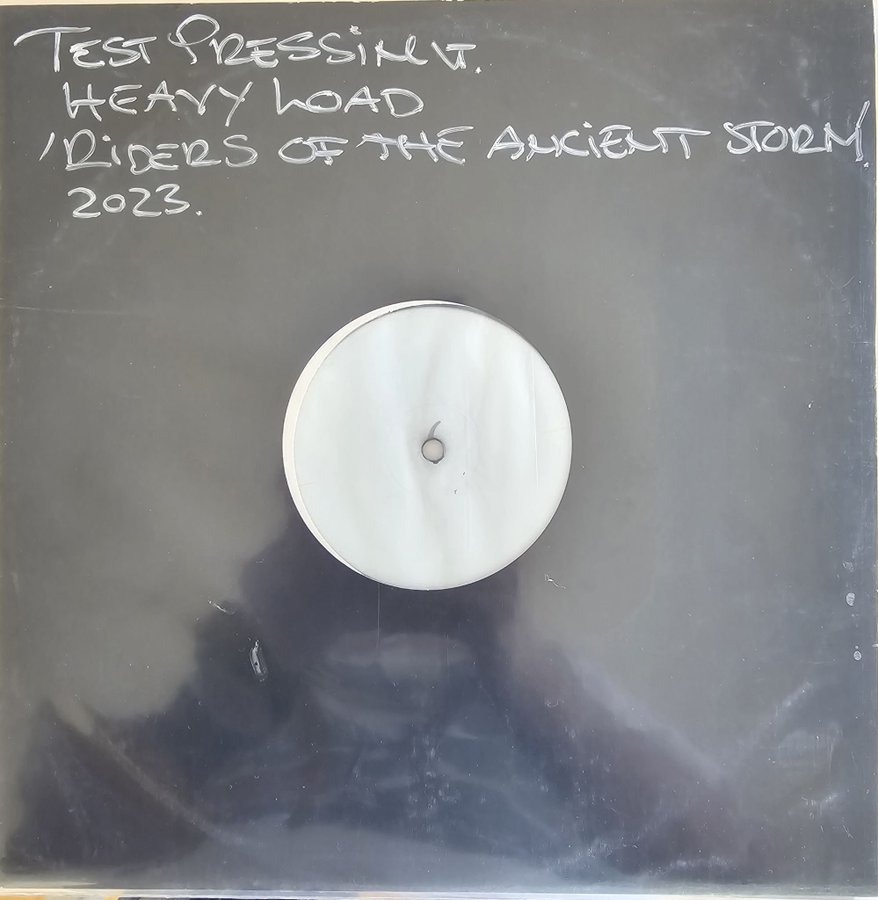 TEST PRESSING.
HEAVY LOAD
'RIDERS OF THE ANCIENT STORM'
2023.